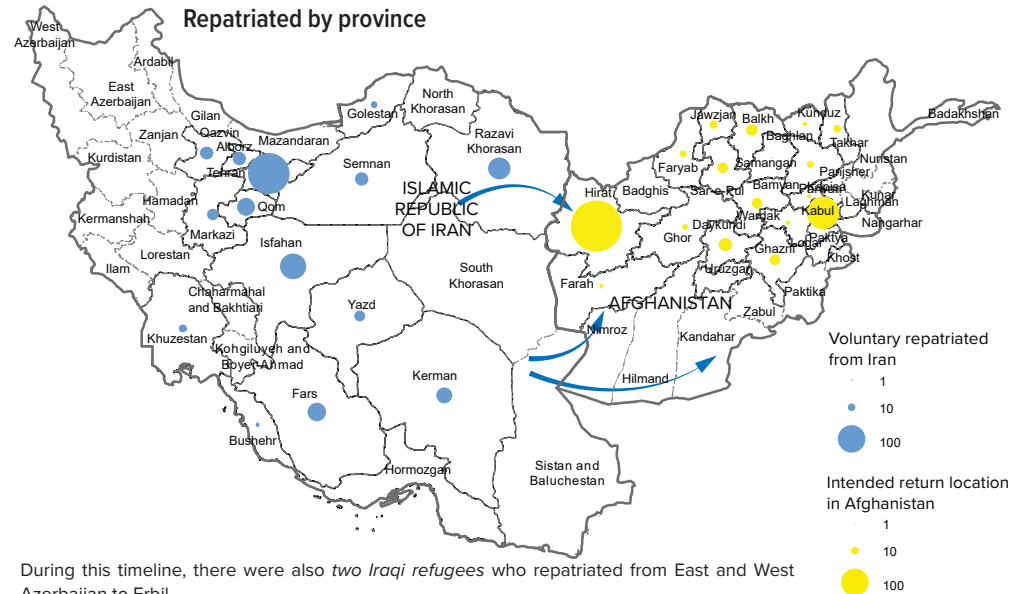 Repatriated by province
West
Azerbaijan
Ardabil
East
Azerbaijan
Gilan
Zanjan
Qazvin
Alborz
Mazandaran
Golestan
North
Khorasan
Razavi
Khorasan
Kurdistan
Tehran
Semnan
Hamadan
Qom
Kermanshah
Markazi
ISLAMIC
REPUBLIC
OF IRAN
Isfahan
Lorestan
Ilam
South
Khorasan
Chaharmahal
and Bakhtiari
Yazd
Khuzestan
Kohgiluyeh and
Boyer-Ahmad
Kerman
Fars
Bushehr
Hormozgan
Sistan and
Baluchestan
Jawzjan
Balkh
Kunduz
Badakhshan
Baghlan
Takhar
Faryab
Samangan
Panjsher
Nuristan
Hirat
Badghis
Sar-e-Pul
Bamyan
Parwan
Kapisa
Kunar
Laghman
Wardak
Kabul
Nangarhar
Ghor
Daykundi
Ghazni
Logar
Paktya
Khost
Farah
Uruzgan
AFGHANISTAN
Zabul
Paktika
Nimroz
Kandahar
Hilmand
Voluntary repatriated
from Iran
1
10
100
Intended return location
in Afghanistan
1
10
100
During this timeline, there were also two Iraqi refugees who repatriated from East and West
Azerbaijan to Erbil